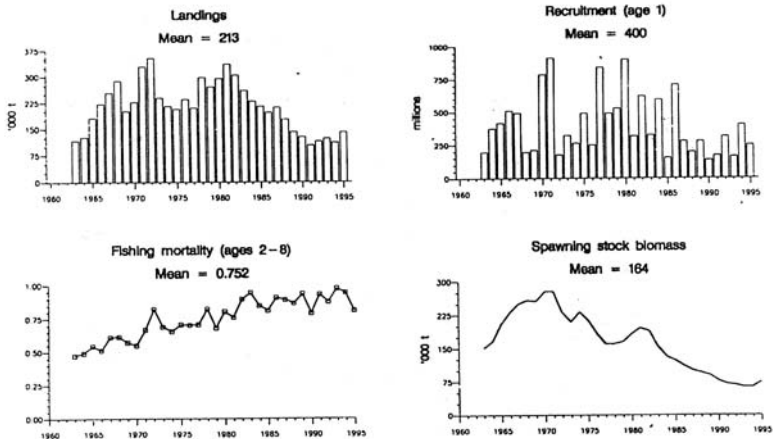 Landings
Mean = 213
'000 t
375
300
225
150
75
0
1960 1965 1970 1975 1980 1985 1990 1995
Recruitment (age 1)
Mean = 400
millions
1000
750
500
250
0
1960 1965 1970 1975 1980 1985 1990 1995
Fishing mortality (ages 2-8)
Mean = 0.752
1.00
0.75
0.50
0.25
0.00
1960 1965 1970 1975 1980 1985 1990 1995
Spawning stock biomass
Mean = 164
'000 t
300
225
150
75
0
1960 1965 1970 1975 1980 1985 1990 1995